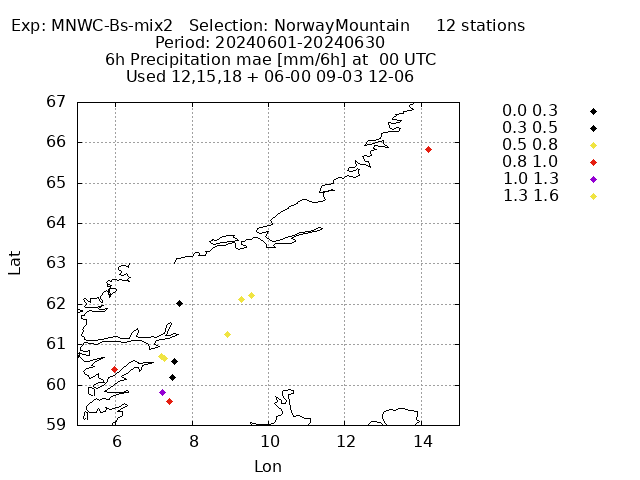 Exp: MNWC-Bs-mix2 Selection: NorwayMountain 12 stations
Period: 20240601-20240630
6h Precipitation mae [mm/6h] at 00 UTC
Used 12,15,18 + 06-00 09-03 12-06
67
66
65
64
63
62
61
60
59
Lat
6 8 10 12 14
Lon
0.0 0.3
0.3 0.5
0.5 0.8
0.8 1.0
1.0 1.3
1.3 1.6